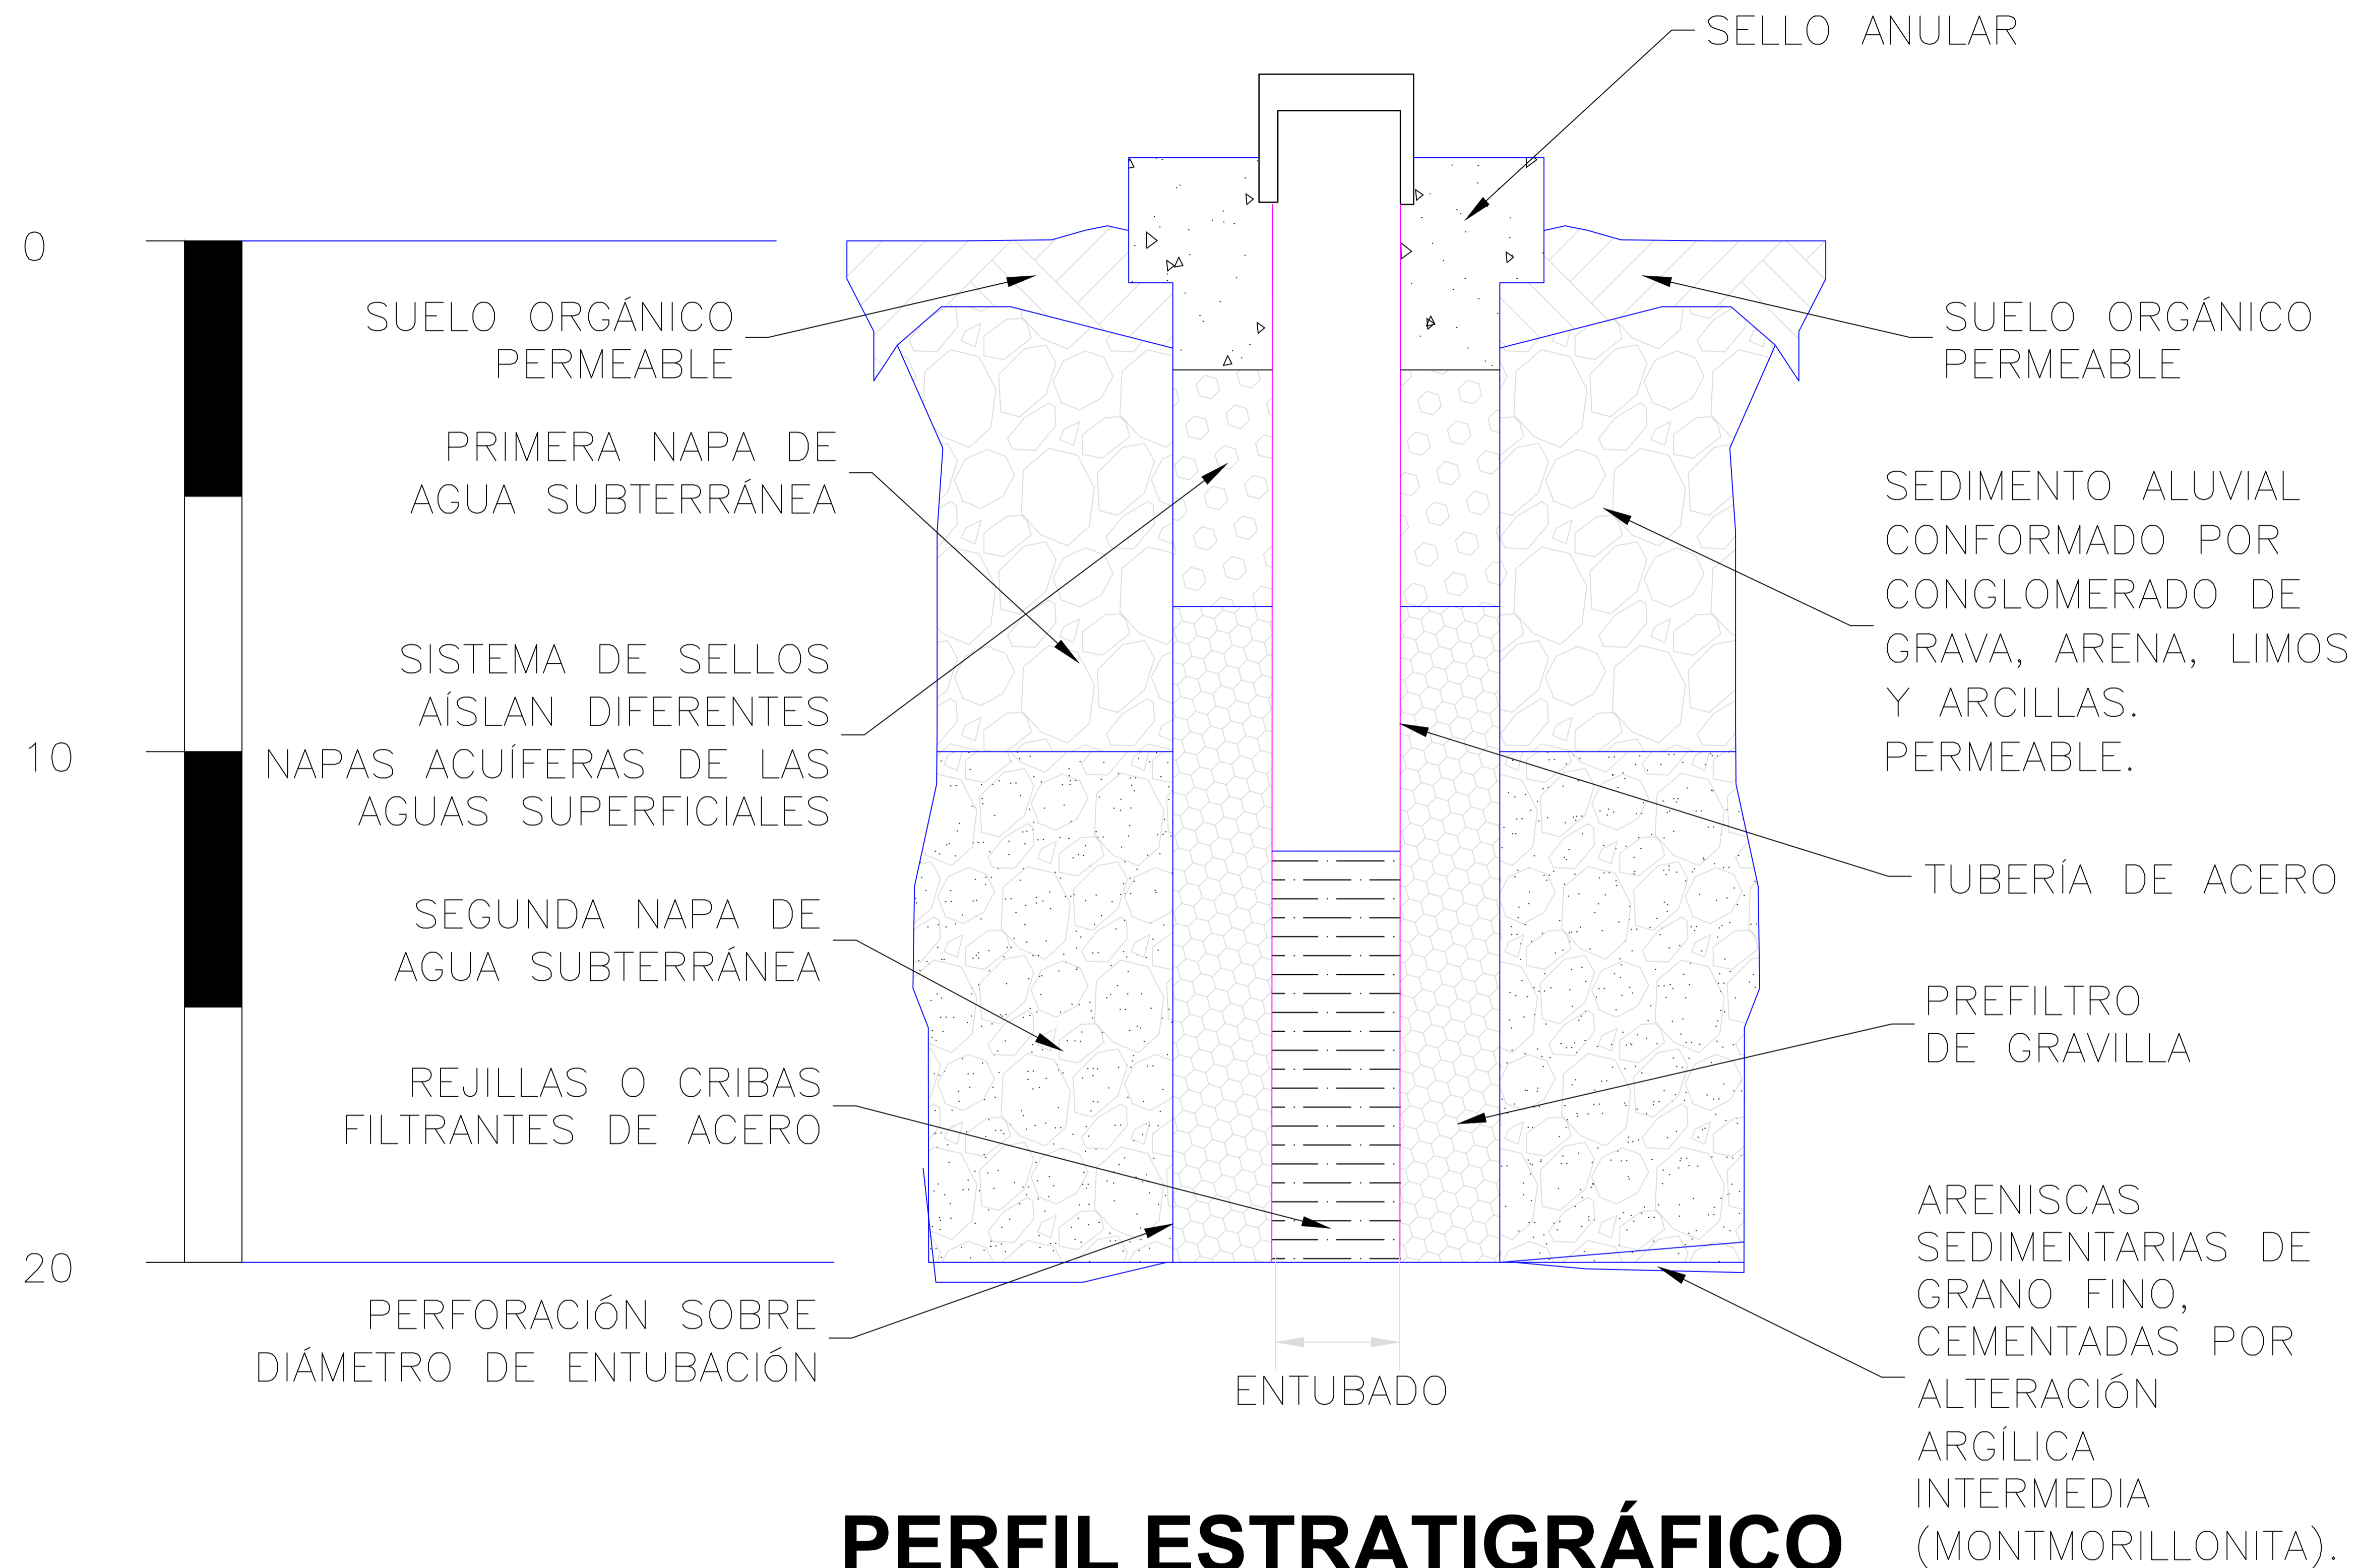 SELLO ANULAR
0
SUELO ORGÁNICO
PERMEABLE
PRIMERA NAPA DE
AGUA SUBTERRÁNEA
SISTEMA DE SELLOS
AÍSLAN DIFERENTES
NAPAS ACUÍFERAS DE LAS
AGUAS SUPERFICIALES
10
SEGUNDA NAPA DE
AGUA SUBTERRÁNEA
REJILLAS O CRIBAS
FILTRANTES DE ACERO
20
PERFORACIÓN SOBRE
DIÁMETRO DE ENTUBACIÓN
ENTUBADO
SUELO ORGÁNICO
PERMEABLE
SEDIMENTO ALUVIAL
CONFORMADO POR
CONGLOMERADO DE
GRAVA, ARENA, LIMOS
Y ARCILLAS.
PERMEABLE.
TUBERÍA DE ACERO
PREFILTRO
DE GRAVILLA
ARENISCAS
SEDIMENTARIAS DE
GRANO FINO,
CEMENTADAS POR
ALTERACIÓN
ARGÍLICA
INTERMEDIA
(MONTMORILLONITA).
PERFIL ESTRATIGRÁFICO